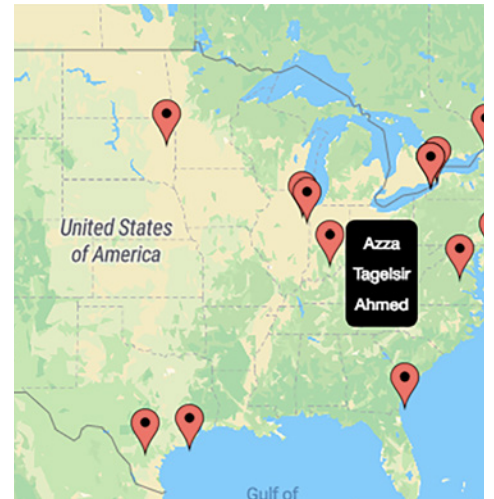 United States
of America
Azza
Tagelsir
Ahmed
Gulf of